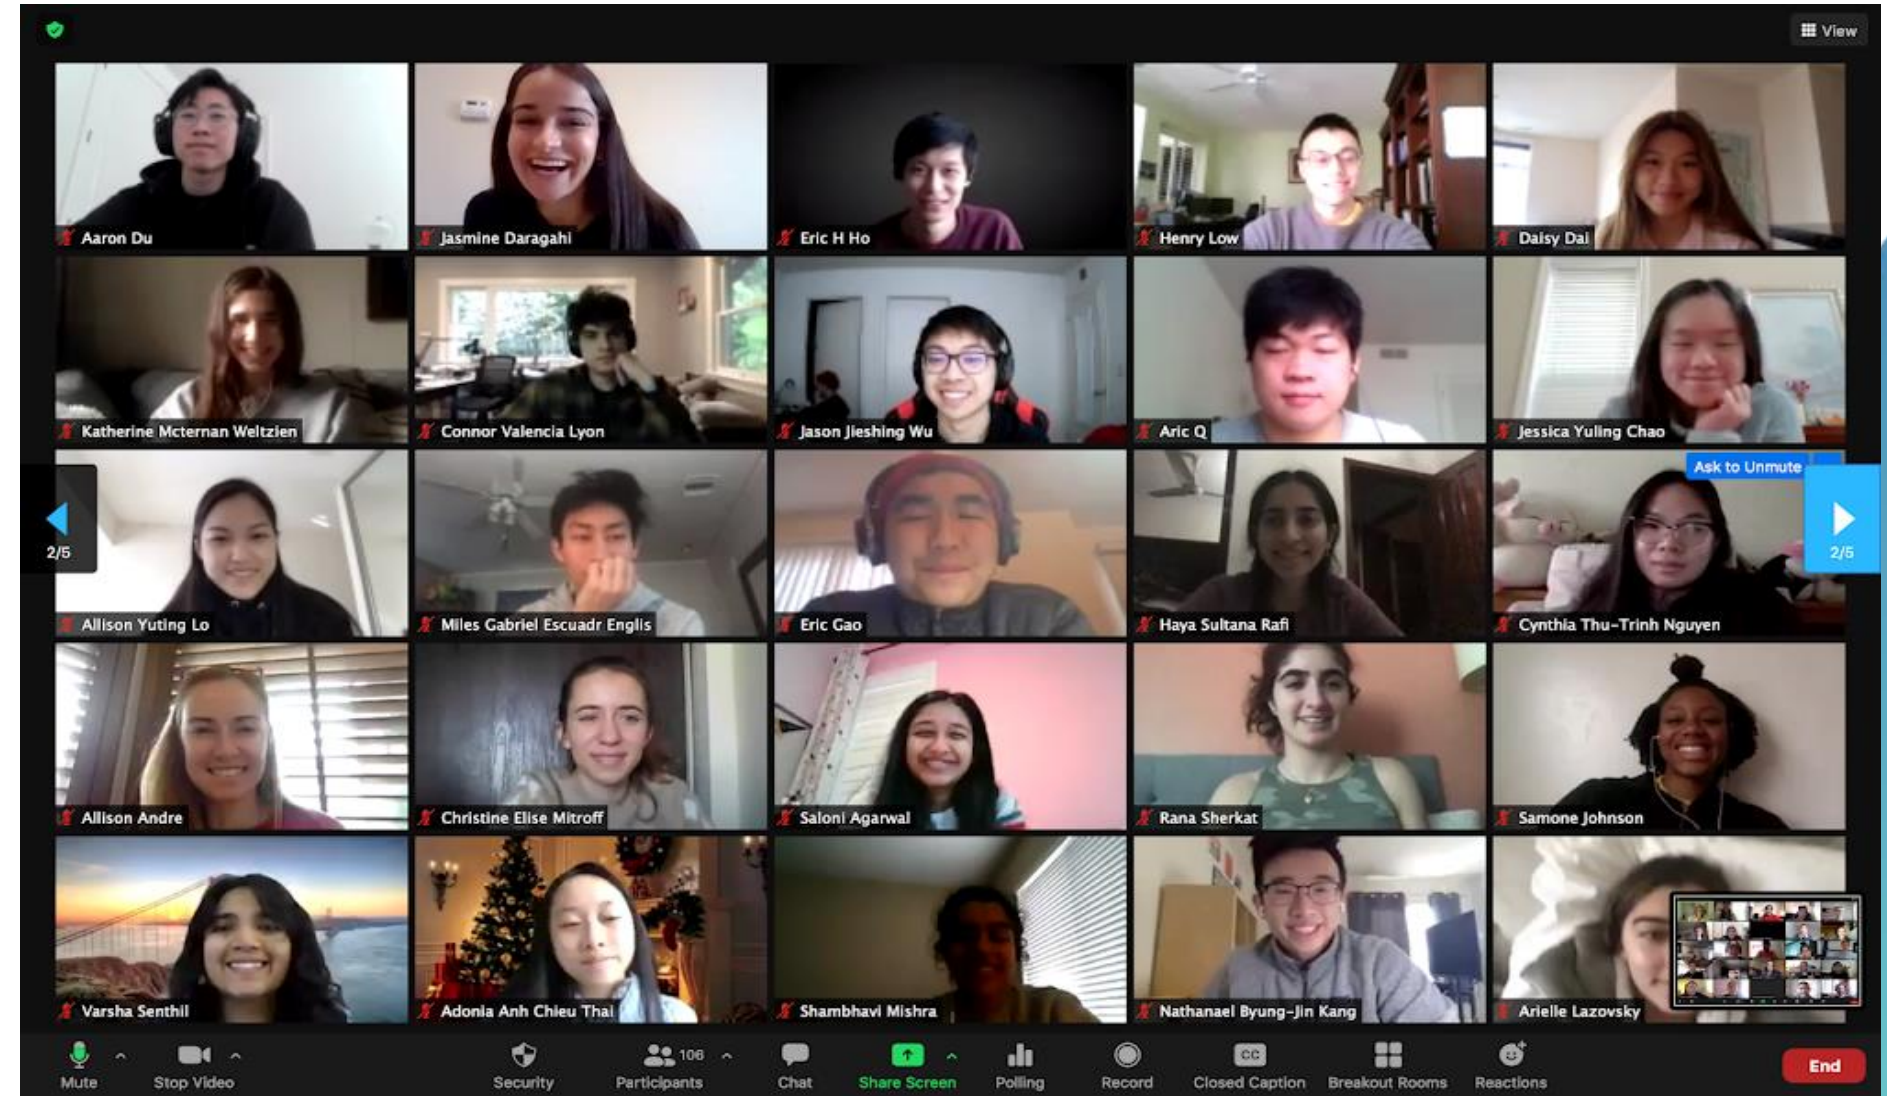 View
Aaron Du
Jasmine Daragahi
Eric H Ho
Henry Low
Daisy Dai
Katherine Mcternan Weltzien
Connor Valencia Lyon
Jason Jieshing Wu
Aric Q
Jessica Yuling Chao
Ask to Unmute
2/5
2/5
Allison Yuting Lo
Miles Gabriel Escuadr Englis
Eric Gao
Haya Sultana Rafi
Cynthia Thu-Trinh Nguyen
Allison Andre
Christine Elise Mitroff
Saloni Agarwal
Rana Sherkat
Samone Johnson
Varsha Senthil
Adonia Anh Chieu Thai
Shambhavi Mishra
Nathanael Byung-Jin Kang
Arielle Lazovsky
106
CC
Mute
Stop Video
Security
Participants
Chat
Share Screen
Polling
Record
Closed Caption
Breakout Rooms
Reactions
End